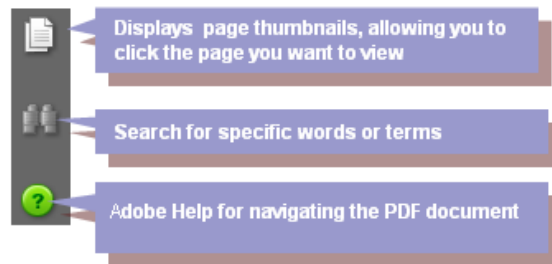 Displays page thumbnails, allowing you to
click the page you want to view
Search for specific words or terms
?
Adobe Help for navigating the PDF document